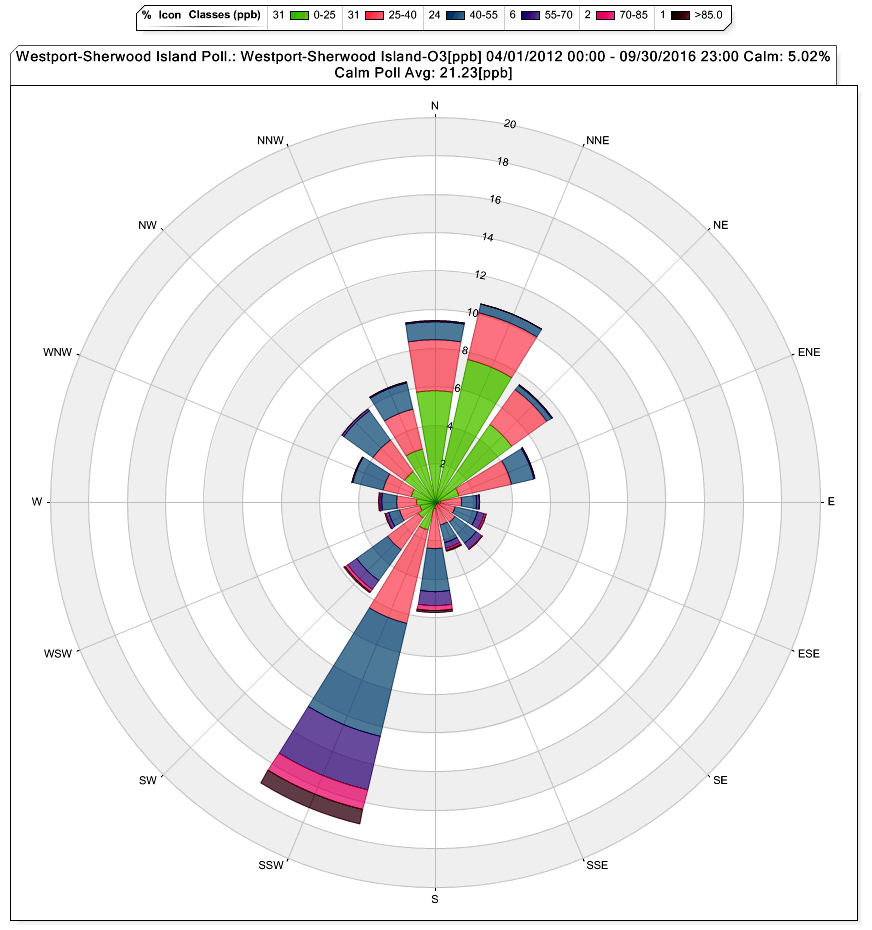 % Icon Classes (ppb) 31 0-25 31 25-40 24 40-55 6 55-70 2 70-85 1 >85.0
Westport-Sherwood Island Poll.: Westport-Sherwood Island-O3[ppb] 04/01/2012 00:00 - 09/30/2016 23:00 Calm: 5.02%
Calm Poll Avg: 21.23[ppb]
N
20
NNW
NNE
18
16
NW
NE
14
12
10
WNW
8
ENE
6
4
2
W
E
WSW
ESE
SW
SE
SSW
SSE
S